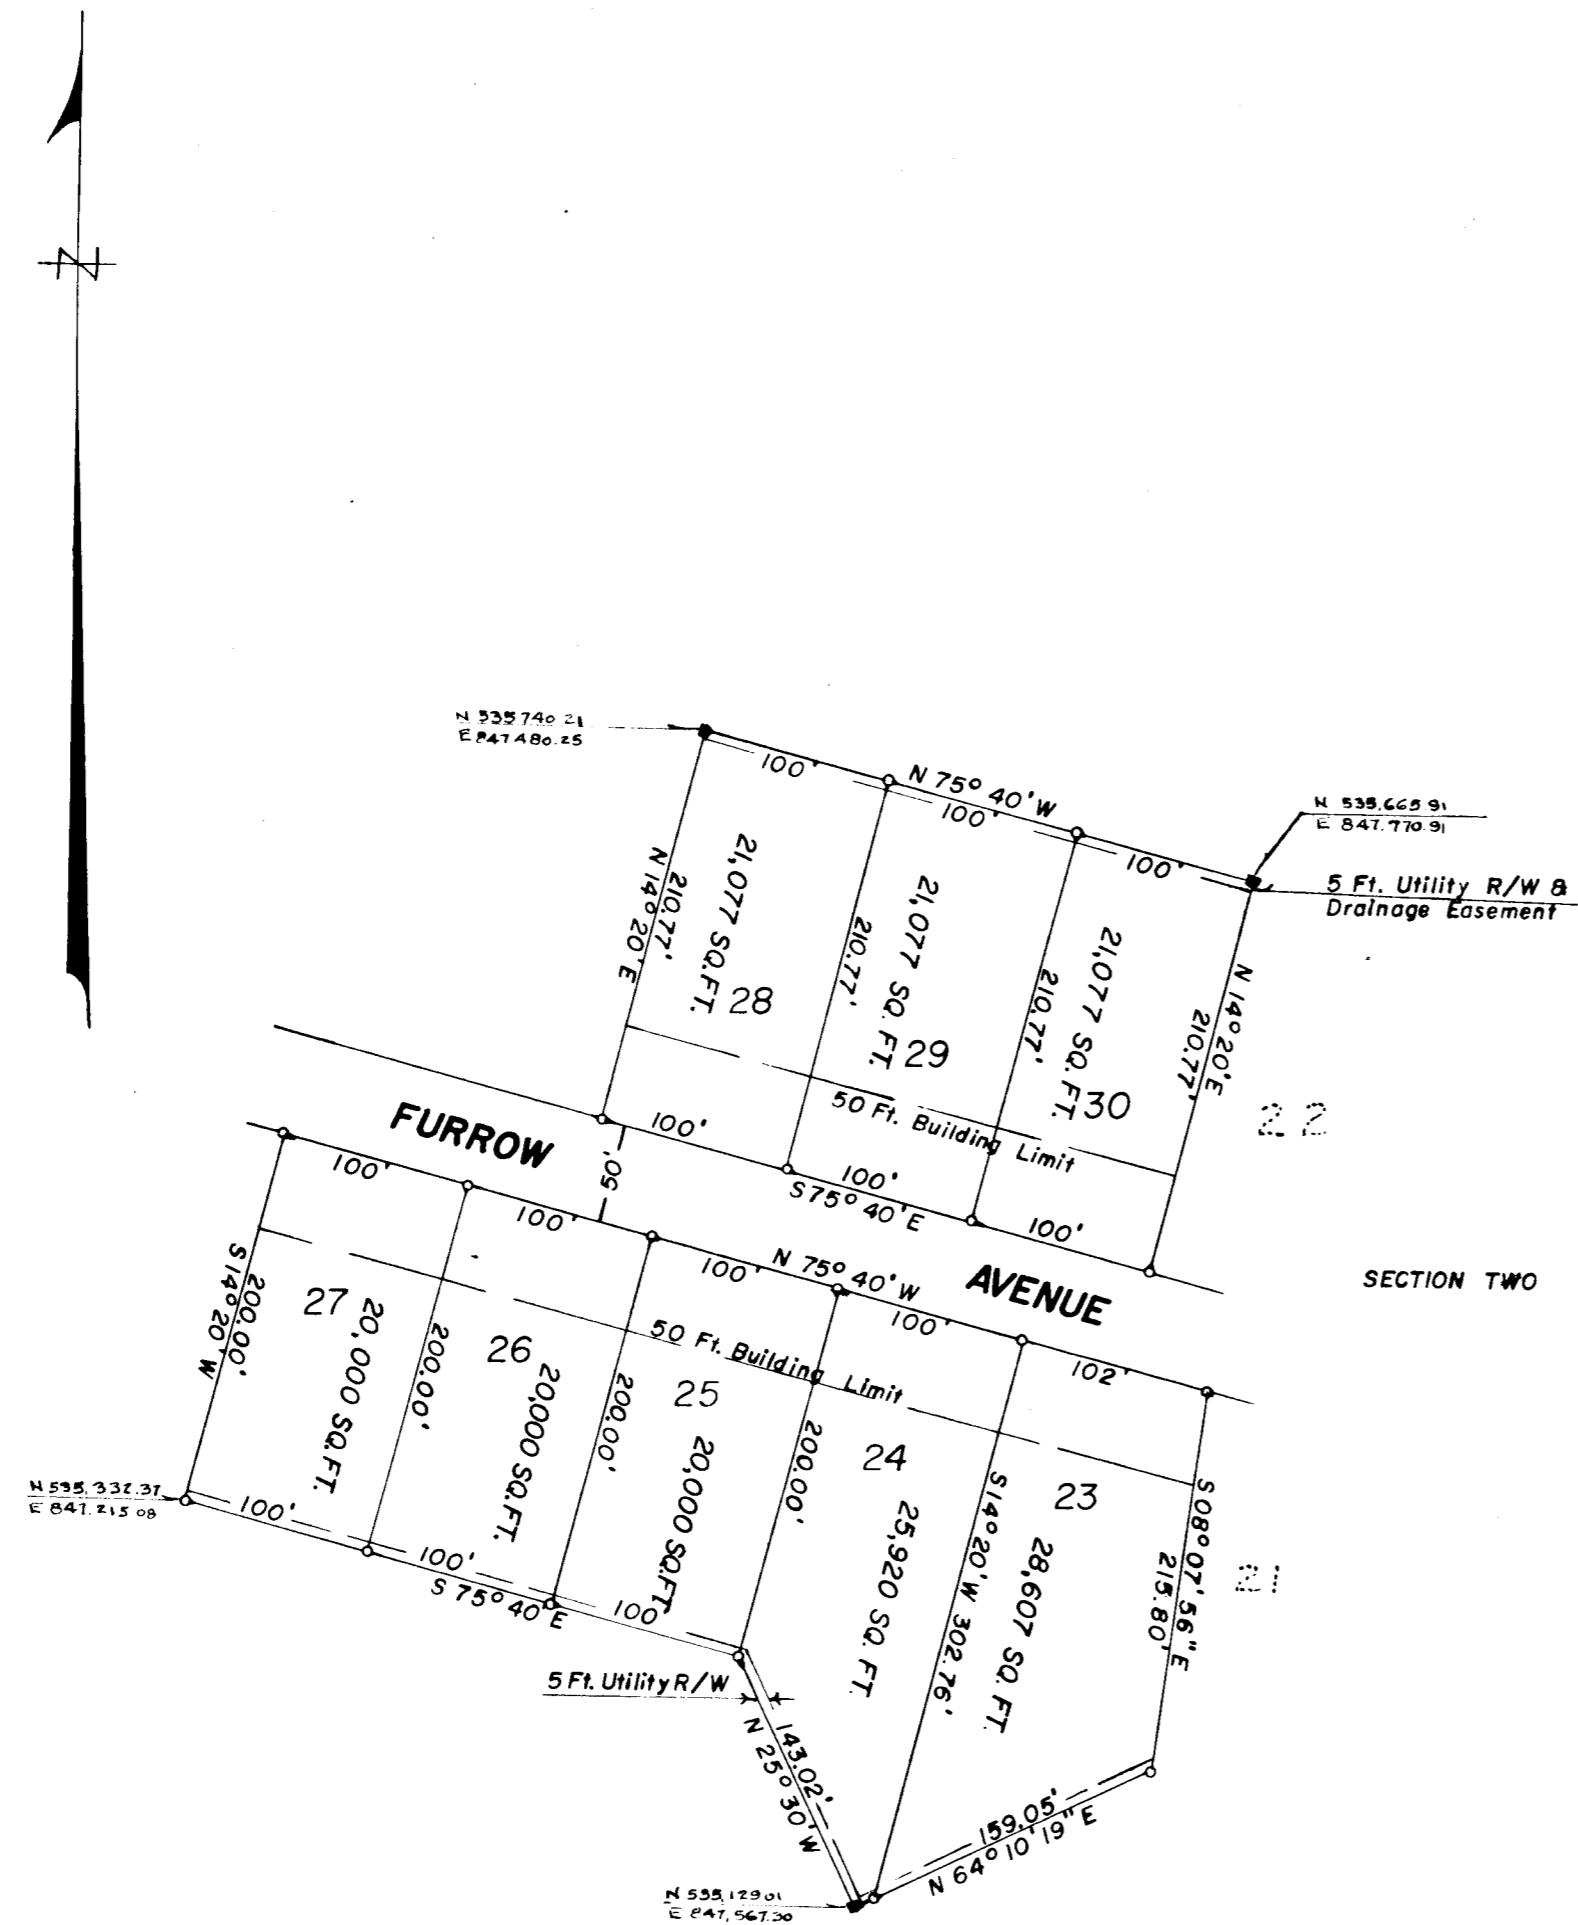 N
N 535740.21
E 847480.25
100'
N 75° 40' W
100'
100'
N 535,665.91
E 847,770.91
5 Ft. Utility R/W &
Drainage Easement
N 14° 20' E
210.77'
21,077 SQ.FT.
28
210.77'
21,077 SQ. FT.
29
210.77'
21,077 SQ. FT.
30
N 14° 20' E
210.77'
22
50 Ft. Building Limit
FURROW
100'
50'
100'
S 75° 40' E
100'
100'
100'
100'
N 75° 40' W
100'
AVENUE
102'
SECTION TWO
S 14° 20' W
200.00'
27
20,000 SQ.FT.
200.00'
26
20,000 SQ.FT.
200.00'
50 Ft. Building Limit
25
20,000 SQ.FT.
200.00'
24
25,920 SQ. FT.
S 14° 20' W 302.76'
23
28,607 SQ. FT.
S 08° 07' 56" E
215.80'
21
N 535,332.37
E 847,215.08
100'
100'
S 75° 40' E
100'
5 Ft. Utility R/W
143.02'
N 25° 30' W
159.05'
N 64° 10' 19" E
N 535,129.01
E 847,567.30